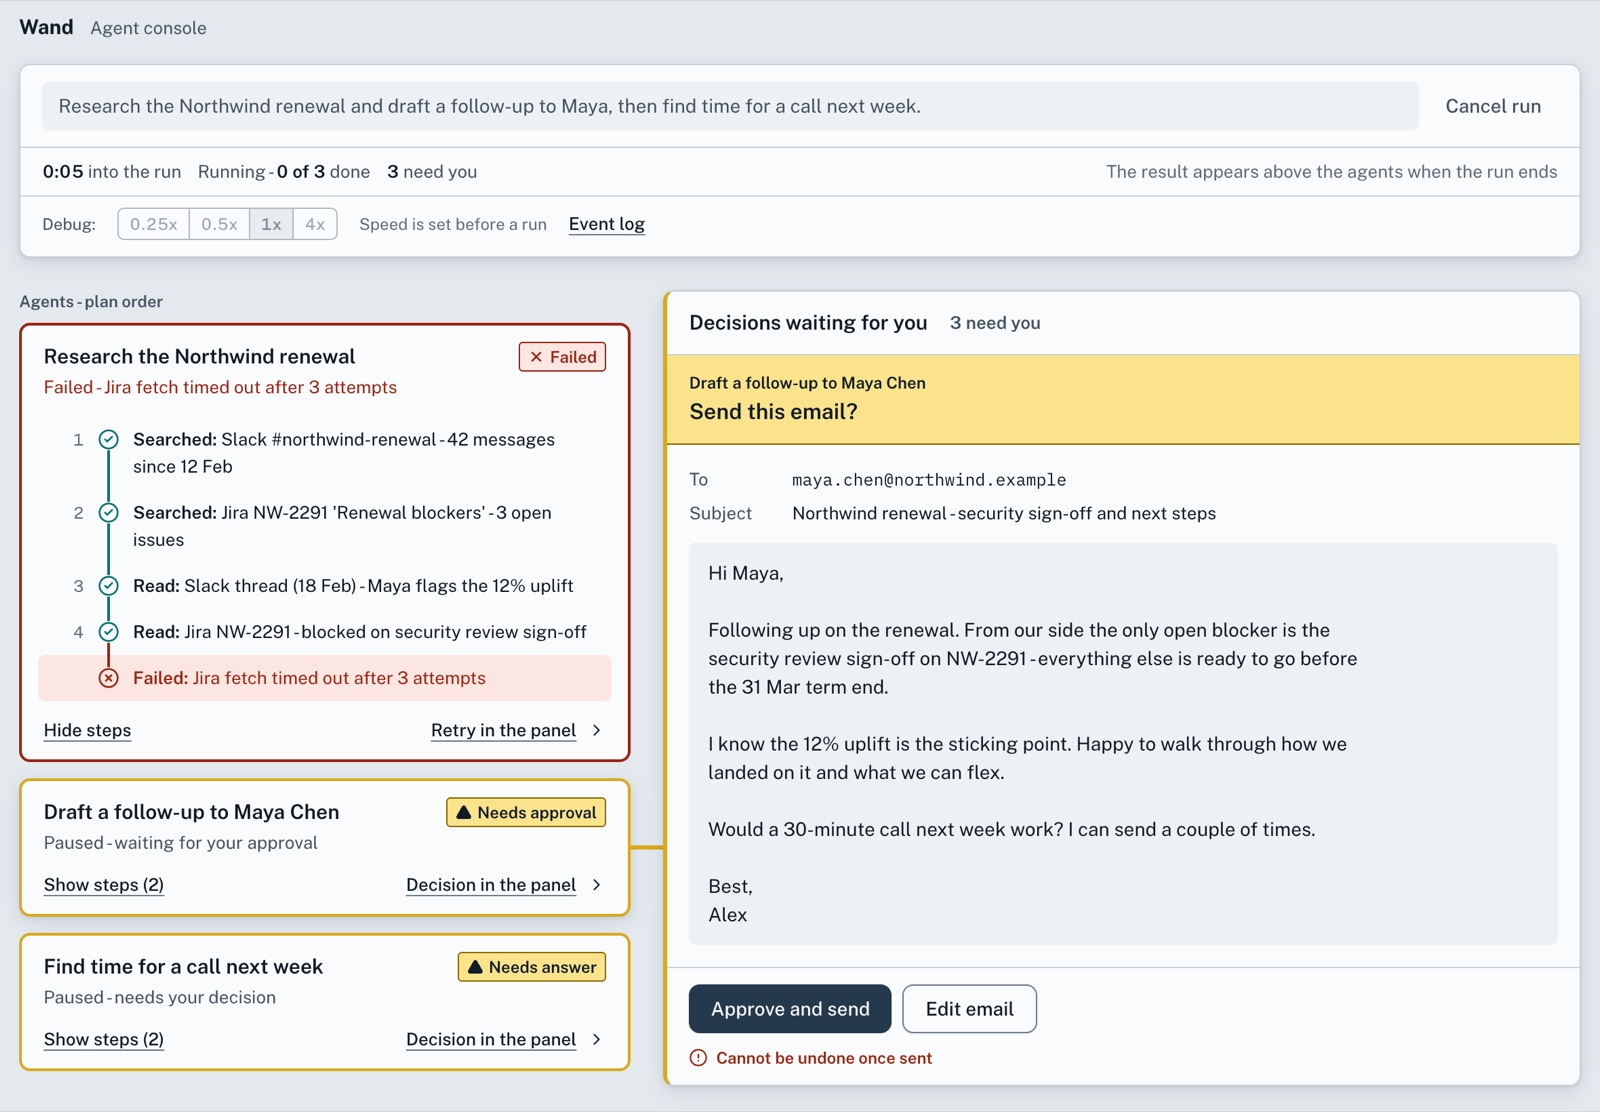 Wand Agent console
Research the Northwind renewal and draft a follow-up to Maya, then find time for a call next week.
Cancel run
0:05 into the run Running - 0 of 3 done 3 need you
The result appears above the agents when the run ends
Debug: 0.25x 0.5x 1x 4x Speed is set before a run Event log
Agents - plan order
Research the Northwind renewal
Failed
Failed - Jira fetch timed out after 3 attempts
1 Searched: Slack #northwind-renewal - 42 messages
since 12 Feb
2 Searched: Jira NW-2291 'Renewal blockers' - 3 open
issues
3 Read: Slack thread (18 Feb) - Maya flags the 12% uplift
4 Read: Jira NW-2291 - blocked on security review sign-off
Failed: Jira fetch timed out after 3 attempts
Hide steps
Retry in the panel
Draft a follow-up to Maya Chen
Needs approval
Paused - waiting for your approval
Show steps (2)
Decision in the panel
Find time for a call next week
Needs answer
Paused - needs your decision
Show steps (2)
Decision in the panel
Decisions waiting for you 3 need you
Draft a follow-up to Maya Chen
Send this email?
To maya.chen@northwind.example
Subject Northwind renewal - security sign-off and next steps
Hi Maya,
Following up on the renewal. From our side the only open blocker is the
security review sign-off on NW-2291 - everything else is ready to go before
the 31 Mar term end.
I know the 12% uplift is the sticking point. Happy to walk through how we
landed on it and what we can flex.
Would a 30-minute call next week work? I can send a couple of times.
Best,
Alex
Approve and send
Edit email
Cannot be undone once sent